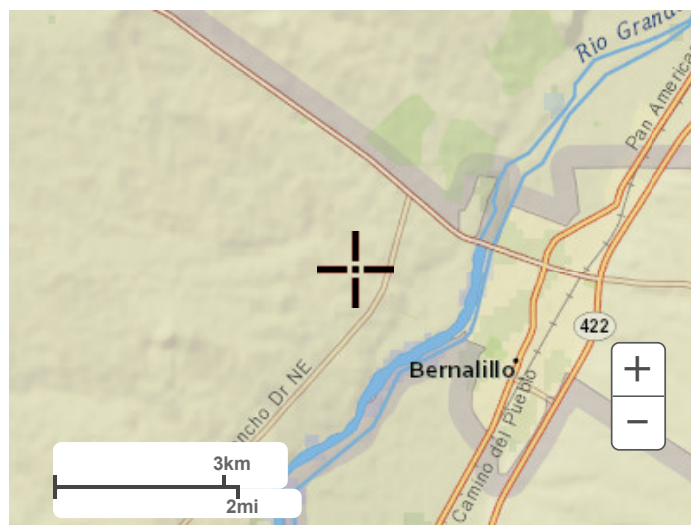 Rio Grand
Pan America
422
Bernalillo
ncho Dr NE
Camino del Pueblo
3km
2mi
+
−